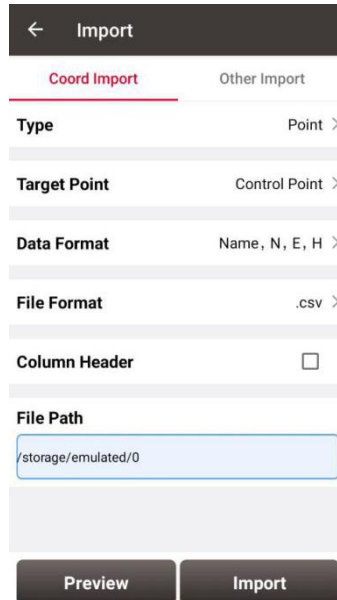 Import
Coord Import Other Import
Type Point
Target Point Control Point
Data Format Name, N, E, H
File Format .csv
Column Header
File Path
/storage/emulated/0
Preview Import